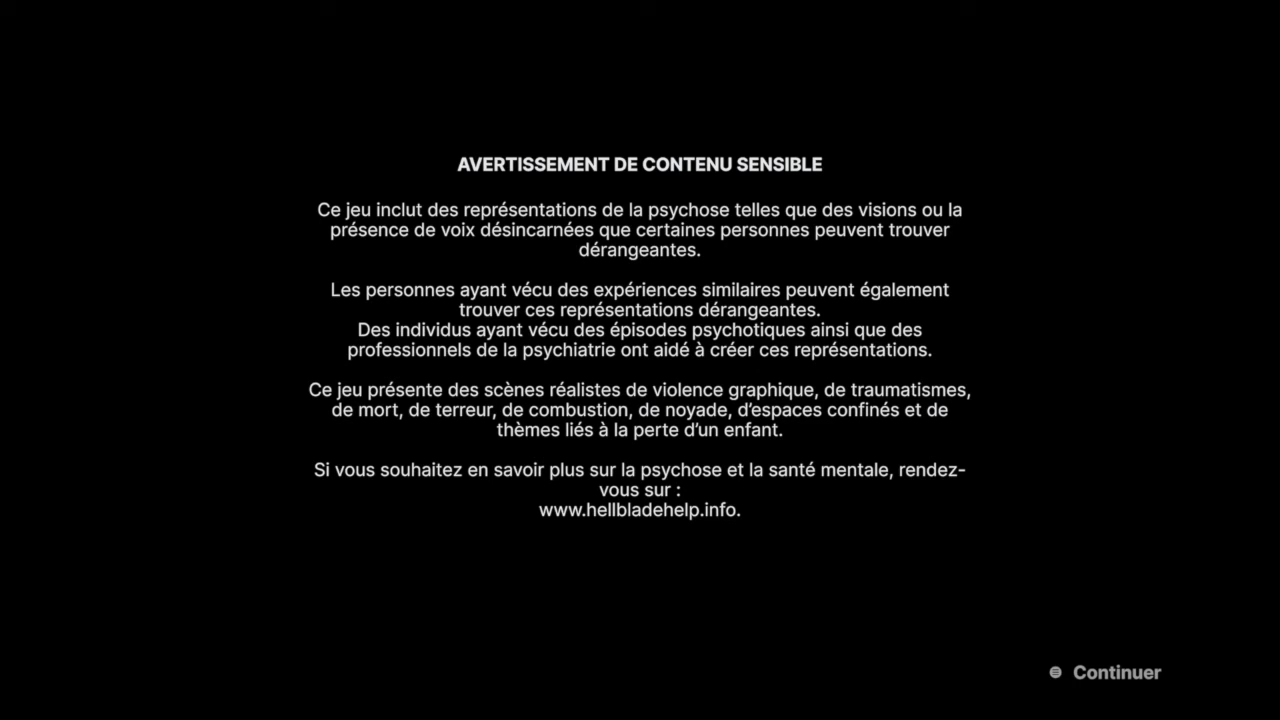 AVERTISSEMENT DE CONTENU SENSIBLE
Ce jeu inclut des représentations de la psychose telles que des visions ou la
présence de voix désincarnées que certaines personnes peuvent trouver
dérangeantes.
Les personnes ayant vécu des expériences similaires peuvent également
trouver ces représentations dérangeantes.
Des individus ayant vécu des épisodes psychotiques ainsi que des
professionnels de la psychiatrie ont aidé à créer ces représentations.
Ce jeu présente des scènes réalistes de violence graphique, de traumatismes,
de mort, de terreur, de combustion, de noyade, d’espaces confinés et de
thèmes liés à la perte d’un enfant.
Si vous souhaitez en savoir plus sur la psychose et la santé mentale, rendez-
vous sur :
www.hellbladehelp.info.
Continuer